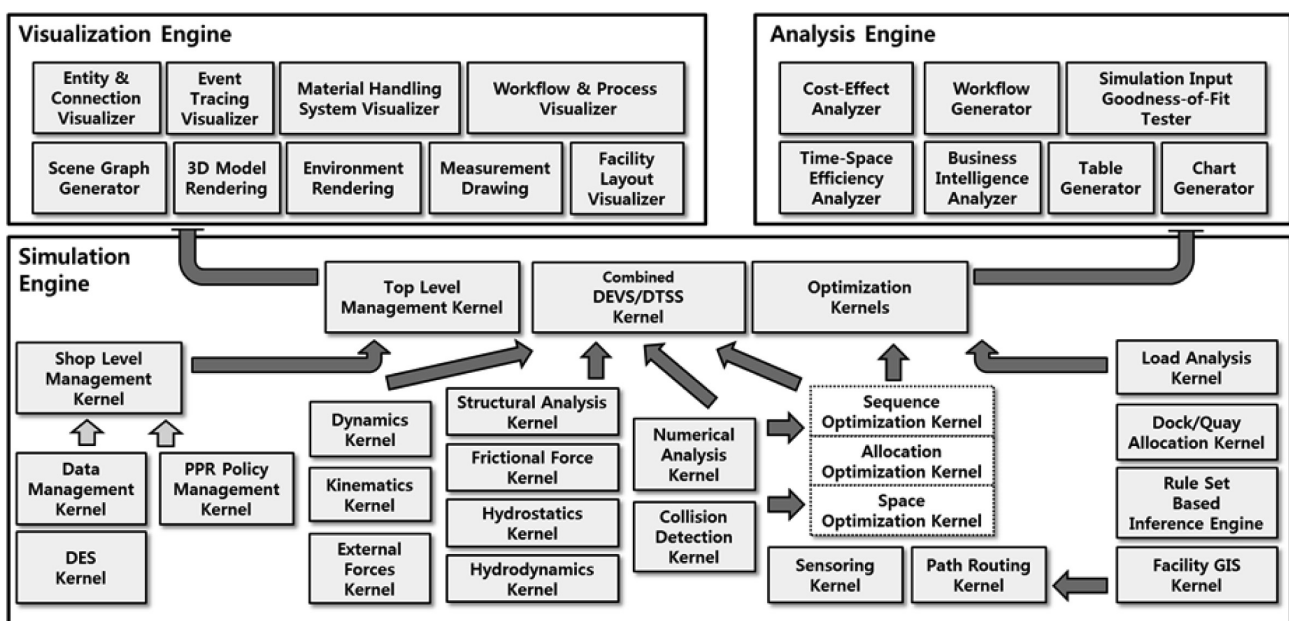 Visualization Engine
Entity &
Connection
Visualizer
Event
Tracing
Visualizer
Material Handling
System Visualizer
Workflow & Process
Visualizer
Scene Graph
Generator
3D Model
Rendering
Environment
Rendering
Measurement
Drawing
Facility
Layout
Visualizer
Analysis Engine
Cost-Effect
Analyzer
Workflow
Generator
Simulation Input
Goodness-of-Fit
Tester
Time-Space
Efficiency
Analyzer
Business
Intelligence
Analyzer
Table
Generator
Chart
Generator
Simulation
Engine
Top Level
Management Kernel
Combined
DEVS/DTSS
Kernel
Optimization
Kernels
Shop Level
Management
Kernel
Data
Management
Kernel
PPR Policy
Management
Kernel
DES
Kernel
Dynamics
Kernel
Kinematics
Kernel
External
Forces Kernel
Structural Analysis
Kernel
Frictional Force
Kernel
Hydrostatics
Kernel
Hydrodynamics
Kernel
Numerical
Analysis
Kernel
Collision
Detection
Kernel
Sequence
Optimization Kernel
Allocation
Optimization Kernel
Space
Optimization Kernel
Sensoring
Kernel
Path Routing
Kernel
Load Analysis
Kernel
Dock/Quay
Allocation Kernel
Rule Set
Based
Inference Engine
Facility GIS
Kernel